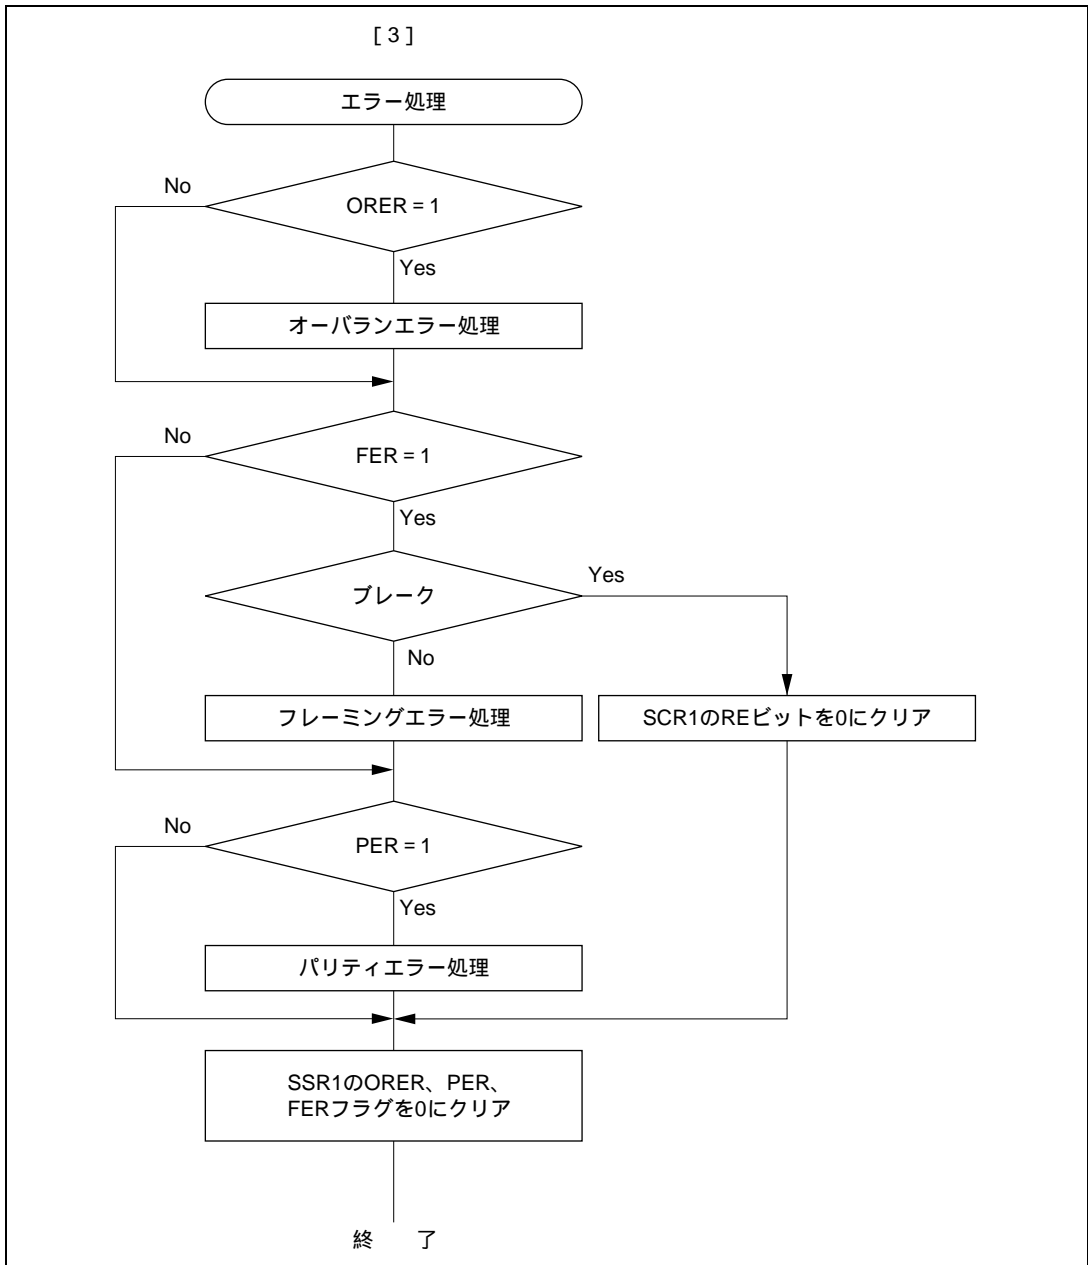 [ 3 ]
エラー処理
No
ORER = 1
Yes
オーバランエラー処理
No
FER = 1
Yes
ブレーク
Yes
No
フレーミングエラー処理
SCR1のREビットを0にクリア
No
PER = 1
Yes
パリティエラー処理
SSR1のORER、PER、
FERフラグを0にクリア
終 了